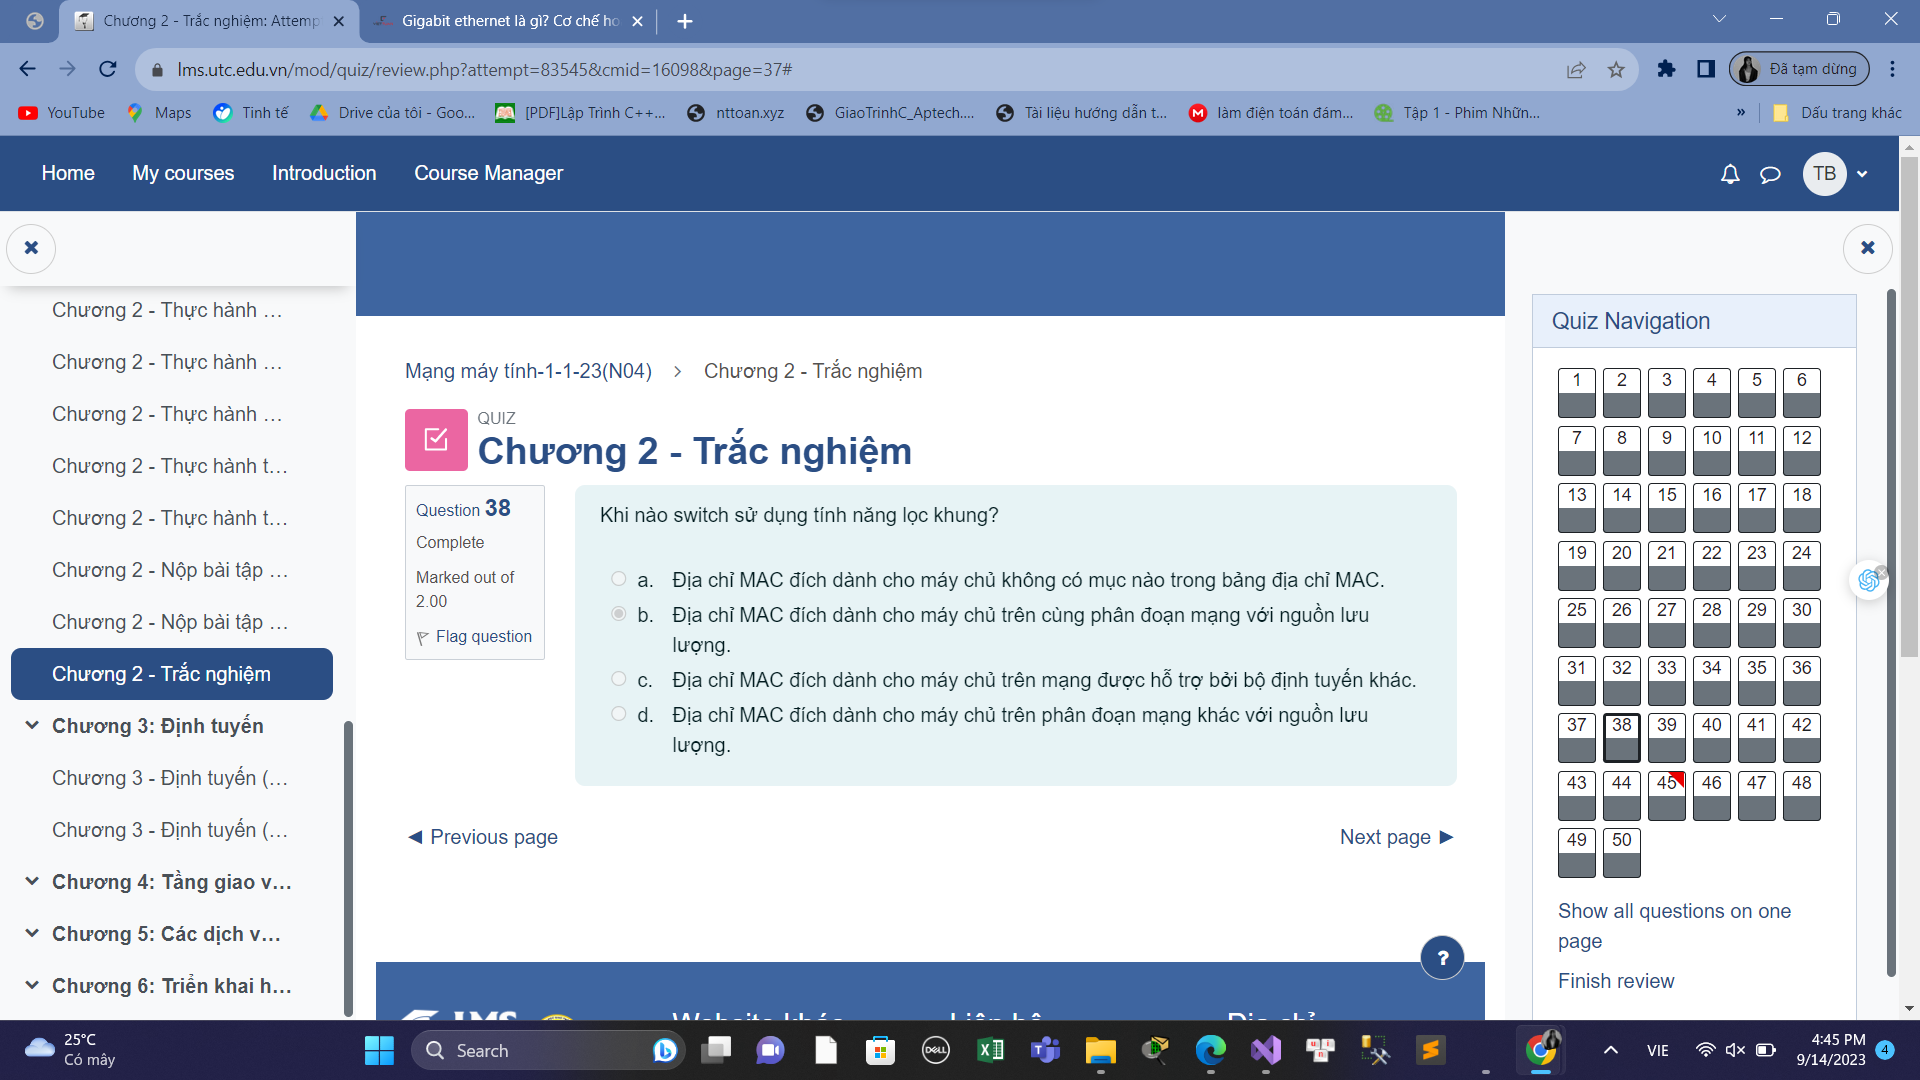 Chương 2 - Trắc nghiệm: Attemp
Gigabit ethernet là gì? Cơ chế ho
lms.utc.edu.vn/mod/quiz/review.php?attempt=83545&cmid=16098&page=37#
Đã tạm dừng
YouTube
Maps
Tinh tế
Drive của tôi - Goo...
[PDF]Lập Trình C++...
nttoan.xyz
GiaoTrinhC_Aptech....
Tài liệu hướng dẫn t...
làm điện toán đám...
Tập 1 - Phim Nhữn...
»
Dấu trang khác
Home
My courses
Introduction
Course Manager
TB
Chương 2 - Thực hành ...
Chương 2 - Thực hành ...
Chương 2 - Thực hành ...
Chương 2 - Thực hành t...
Chương 2 - Thực hành t...
Chương 2 - Nộp bài tập ...
Chương 2 - Nộp bài tập ...
Chương 2 - Trắc nghiệm
Chương 3: Định tuyến
Chương 3 - Định tuyến (...
Chương 3 - Định tuyến (...
Chương 4: Tầng giao v...
Chương 5: Các dịch v...
Chương 6: Triển khai h...
Mạng máy tính-1-1-23(N04)
Chương 2 - Trắc nghiệm
QUIZ
Chương 2 - Trắc nghiệm
Question 38
Complete
Marked out of
2.00
Flag question
Khi nào switch sử dụng tính năng lọc khung?
a. Địa chỉ MAC đích dành cho máy chủ không có mục nào trong bảng địa chỉ MAC.
b. Địa chỉ MAC đích dành cho máy chủ trên cùng phân đoạn mạng với nguồn lưu
lượng.
c. Địa chỉ MAC đích dành cho máy chủ trên mạng được hỗ trợ bởi bộ định tuyến khác.
d. Địa chỉ MAC đích dành cho máy chủ trên phân đoạn mạng khác với nguồn lưu
lượng.
◄ Previous page
Next page ►
Quiz Navigation
1 2 3 4 5 6
7 8 9 10 11 12
13 14 15 16 17 18
19 20 21 22 23 24
25 26 27 28 29 30
31 32 33 34 35 36
37 38 39 40 41 42
43 44 45 46 47 48
49 50
Show all questions on one
page
Finish review
?
LMS
Website khác
Liên hệ
Địa chỉ
25°C
Có mây
Search
DELL
VIE
4:45 PM
9/14/2023
4